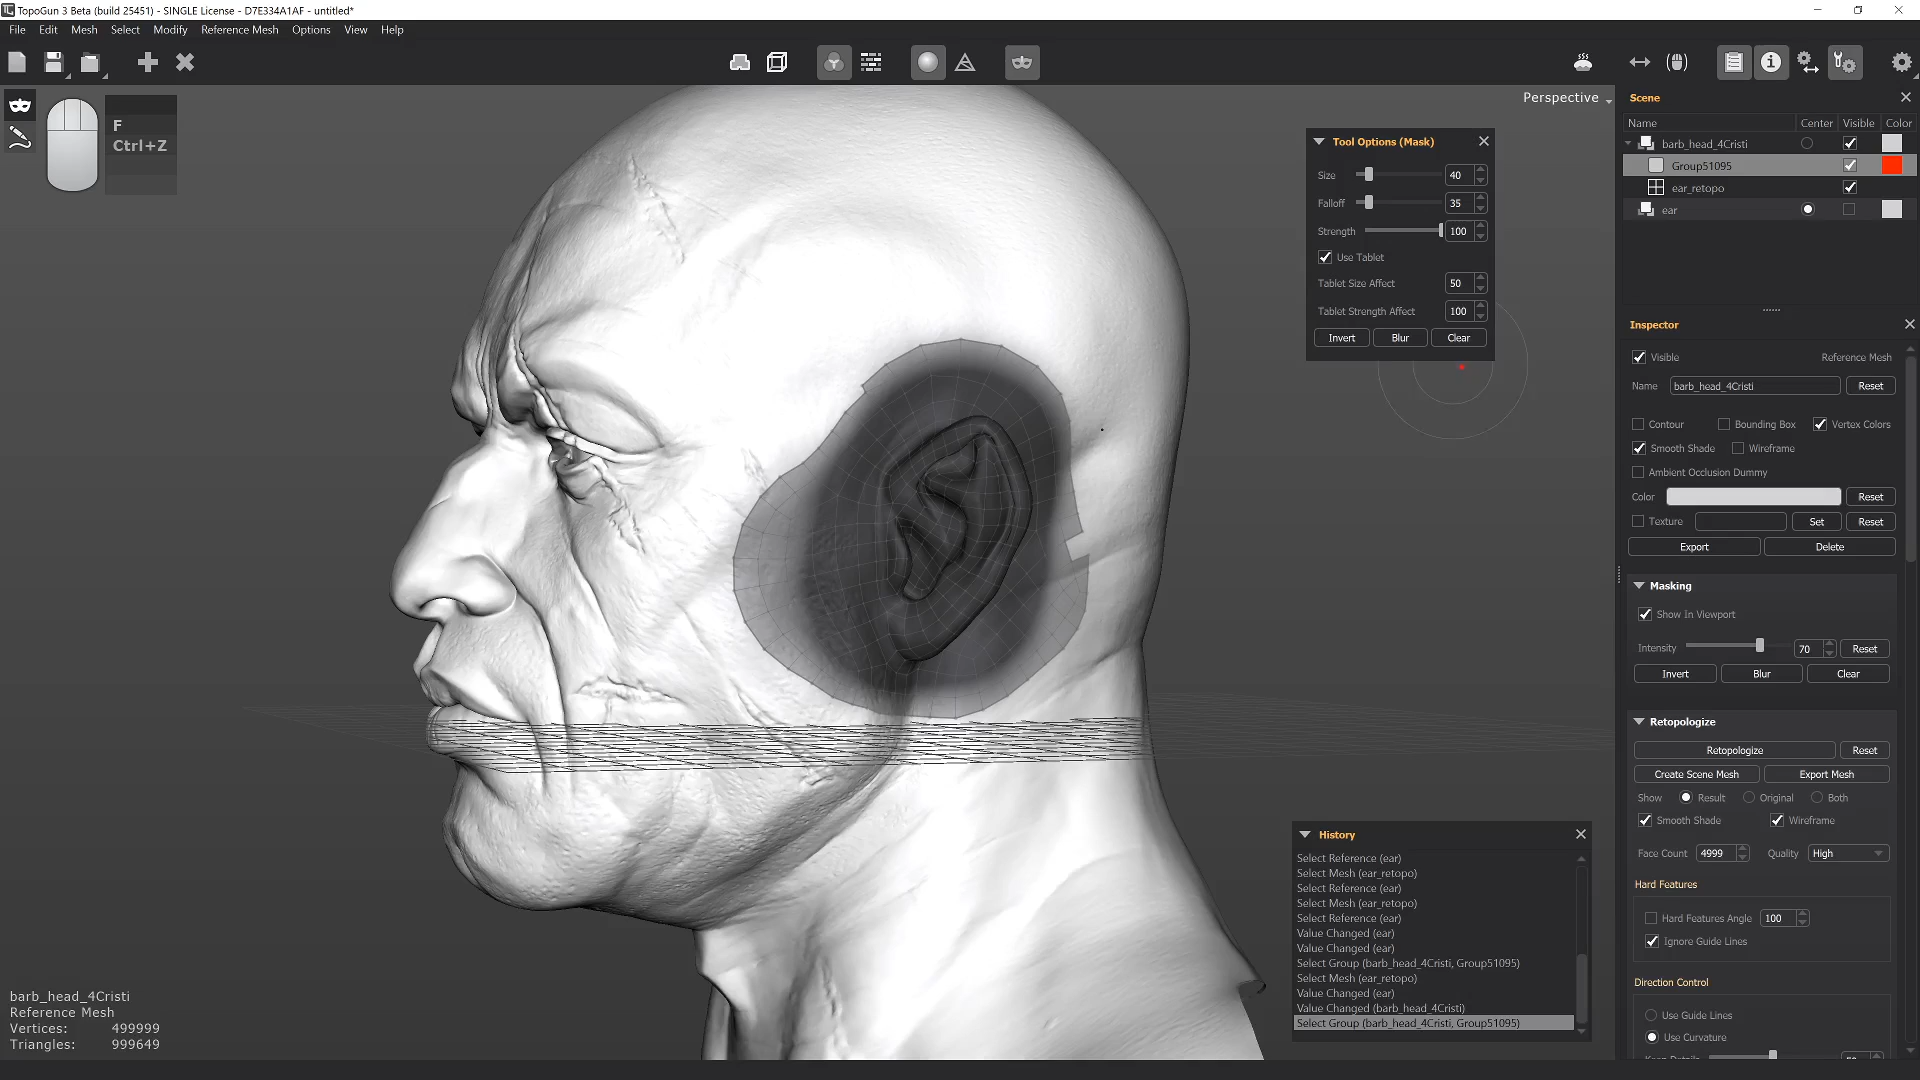 TopoGun 3 Beta (build 25451) - SINGLE License - D7E334A1AF - untitled*
File Edit Mesh Select Modify Reference Mesh Options View Help
F
Ctrl+Z
Perspective
Tool Options (Mask)
Size 40
Falloff 35
Strength 100
Use Tablet
Tablet Size Affect 50
Tablet Strength Affect 100
Invert Blur Clear
Scene
Name Center Visible Color
barb_head_4Cristi
Group51095
ear_retopo
ear
Inspector
Visible Reference Mesh
Name barb_head_4Cristi Reset
Contour Bounding Box Vertex Colors
Smooth Shade Wireframe
Ambient Occlusion Dummy
Color Reset
Texture Set Reset
Export Delete
Masking
Show In Viewport
Intensity 70 Reset
Invert Blur Clear
Retopologize
Retopologize Reset
Create Scene Mesh Export Mesh
Show Result Original Both
Smooth Shade Wireframe
Face Count 4999 Quality High
Hard Features
Hard Features Angle 100
Ignore Guide Lines
Direction Control
Use Guide Lines
Use Curvature
History
Select Reference (ear)
Select Mesh (ear_retopo)
Select Reference (ear)
Select Mesh (ear_retopo)
Select Reference (ear)
Value Changed (ear)
Value Changed (ear)
Select Group (barb_head_4Cristi, Group51095)
Select Mesh (ear_retopo)
Value Changed (ear)
Value Changed (barb_head_4Cristi)
Select Group (barb_head_4Cristi, Group51095)
barb_head_4Cristi
Reference Mesh
Vertices: 499999
Triangles: 999649